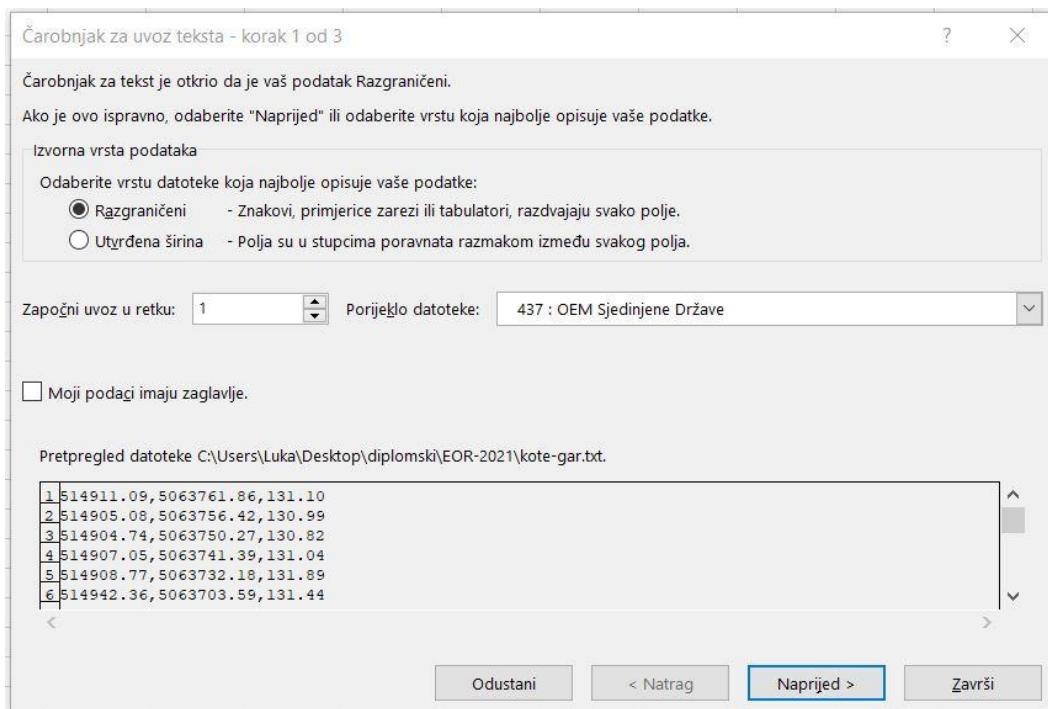 Čarobnjak za uvoz teksta - korak 1 od 3
Čarobnjak za tekst je otkrio da je vaš podatak Razgraničeni.
Ako je ovo ispravno, odaberite "Naprijed" ili odaberite vrstu koja najbolje opisuje vaše podatke.
Izvorna vrsta podataka
Odaberite vrstu datoteke koja najbolje opisuje vaše podatke:
Razgraničeni - Znakovi, primjerice zarezi ili tabulatori, razdvajaju svako polje.
Utvrđena širina - Polja su u stupcima poravnata razmakom između svakog polja.
Započni uvoz u retku: 1 Porijeklo datoteke: 437 : OEM Sjedinjene Države
Moji podaci imaju zaglavlje.
Pretpregled datoteke C:\Users\Luka\Desktop\diplomski\EOR-2021\kote-gar.txt.
1 514911.09,5063761.86,131.10
2 514905.08,5063756.42,130.99
3 514904.74,5063750.27,130.82
4 514907.05,5063741.39,131.04
5 514908.77,5063732.18,131.89
6 514942.36,5063703.59,131.44
Odustani < Natrag Naprijed > Završi